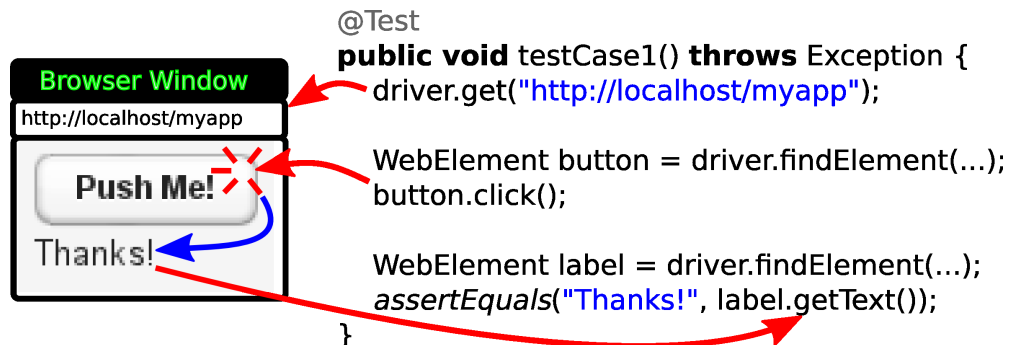 @Test
public void testCase1() throws Exception {
driver.get("http://localhost/myapp");
WebElement button = driver.findElement(...);
button.click();
WebElement label = driver.findElement(...);
assertEquals("Thanks!", label.getText());
}
Browser Window
http://localhost/myapp
Push Me!
Thanks!